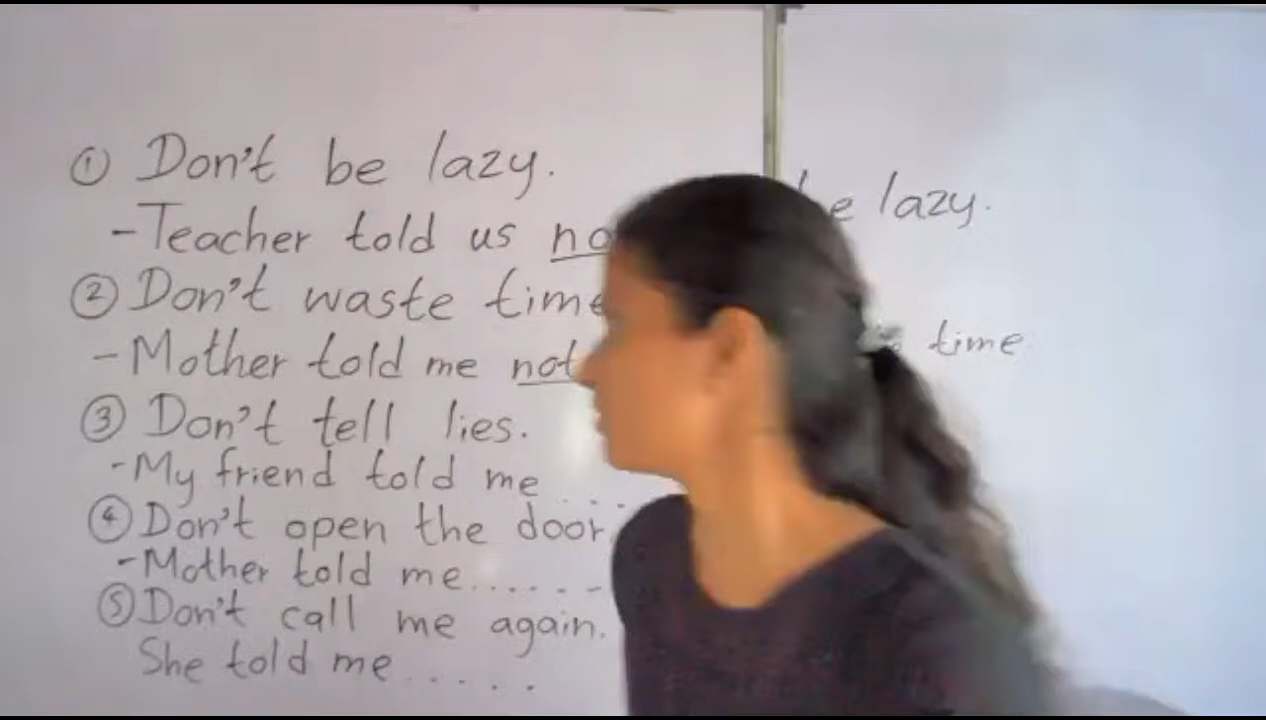 ① Don't be lazy.
-Teacher told us be lazy.
② Don't waste time
-Mother told me not time
③ Don't tell lies.
-My friend told me . . . .
④ Don't open the door
-Mother told me . . . . . .
⑤ Don't call me again.
She told me . . . . .